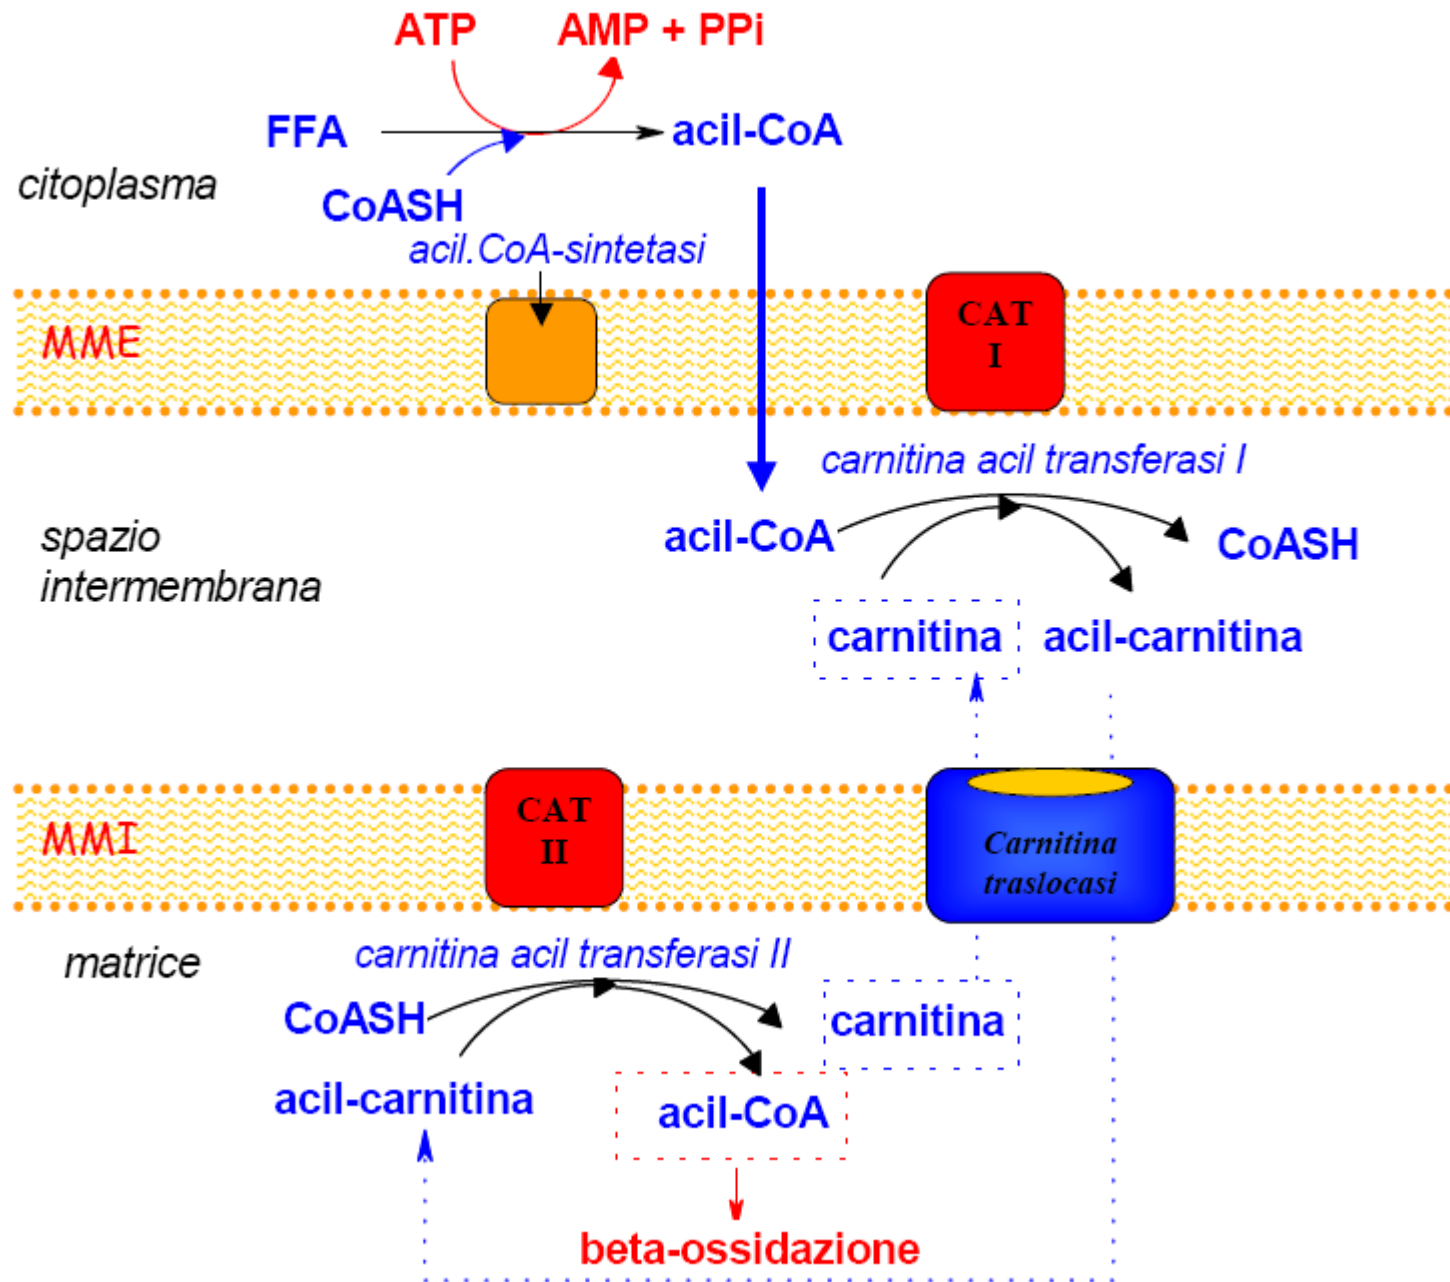 ATP AMP + PPi
FFA acil-CoA
citoplasma
CoASH
acil.CoA-sintetasi
MME
CAT
I
carnitina acil transferasi I
spazio
intermembrana
acil-CoA CoASH
carnitina acil-carnitina
MMI
CAT
II
Carnitina
traslocasi
matrice
carnitina acil transferasi II
CoASH carnitina
acil-carnitina acil-CoA
beta-ossidazione